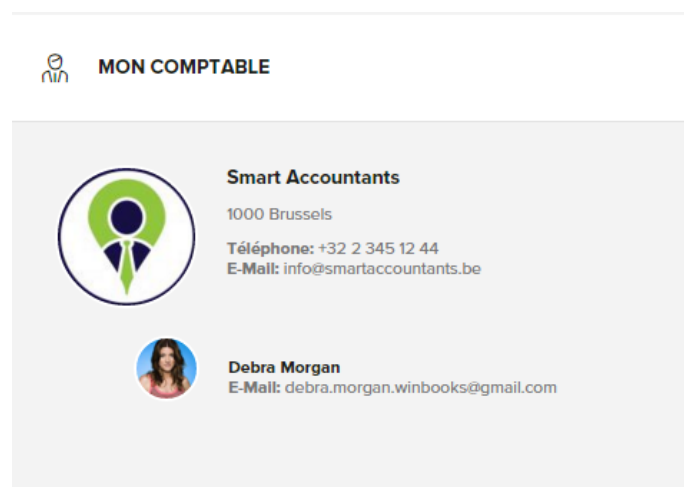 MON COMPTABLE
Smart Accountants
1000 Brussels
Téléphone: +32 2 345 12 44
E-Mail: info@smartaccountants.be
Debra Morgan
E-Mail: debra.morgan.winbooks@gmail.com